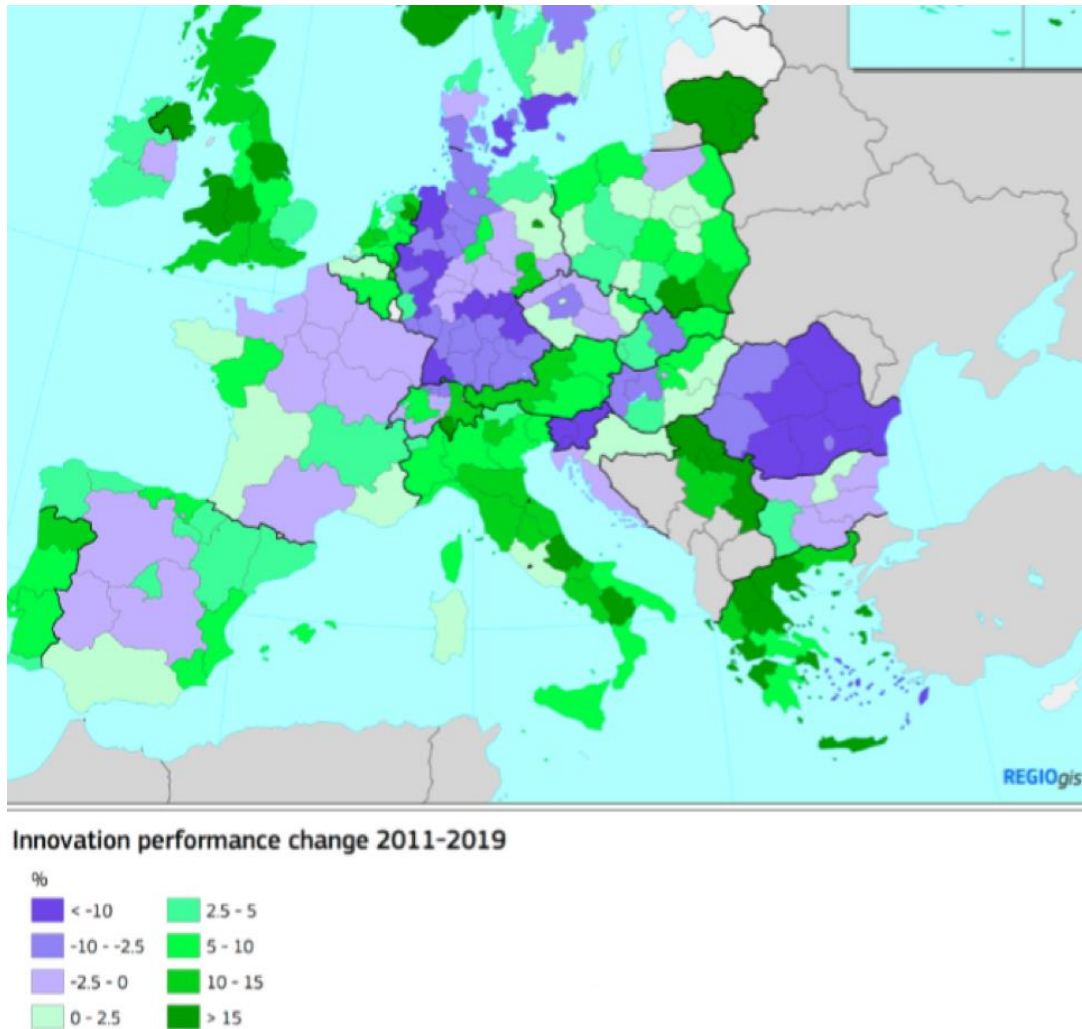 REGIOgis
Innovation performance change 2011-2019
%
< -10
-10 - -2.5
-2.5 - 0
0 - 2.5
2.5 - 5
5 - 10
10 - 15
> 15